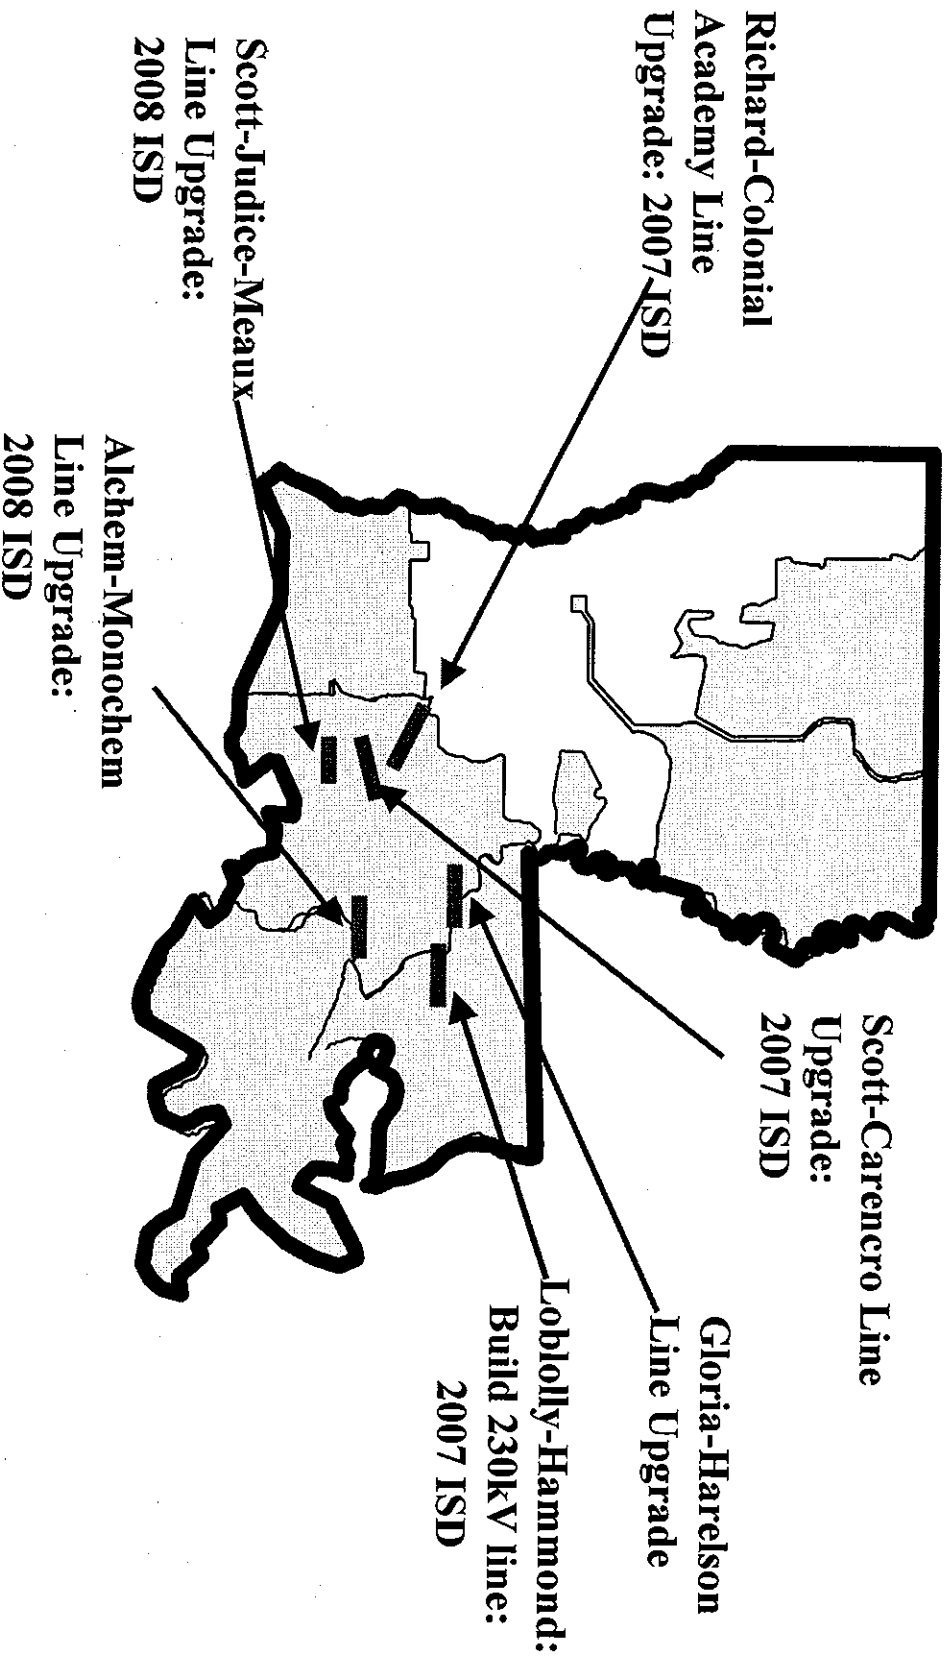 Richard-Colonial
Academy Line
Upgrade: 2007 ISD
Scott-Judice-Meaux
Line Upgrade:
2008 ISD
Alchem-Monochem
Line Upgrade:
2008 ISD
Scott-Carencro Line
Upgrade:
2007 ISD
Gloria-Harelson
Line Upgrade
Loblolly-Hammond:
Build 230kV line:
2007 ISD